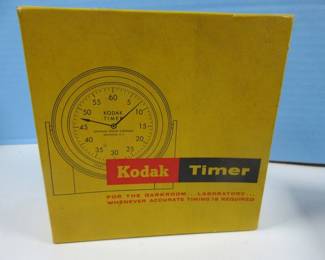 60
55 5
50 10
KODAK
TIMER
45 15
40 20
35 25
30
Kodak Timer
FOR THE DARKROOM . . . LABORATORY . . .
WHENEVER ACCURATE TIMING IS REQUIRED